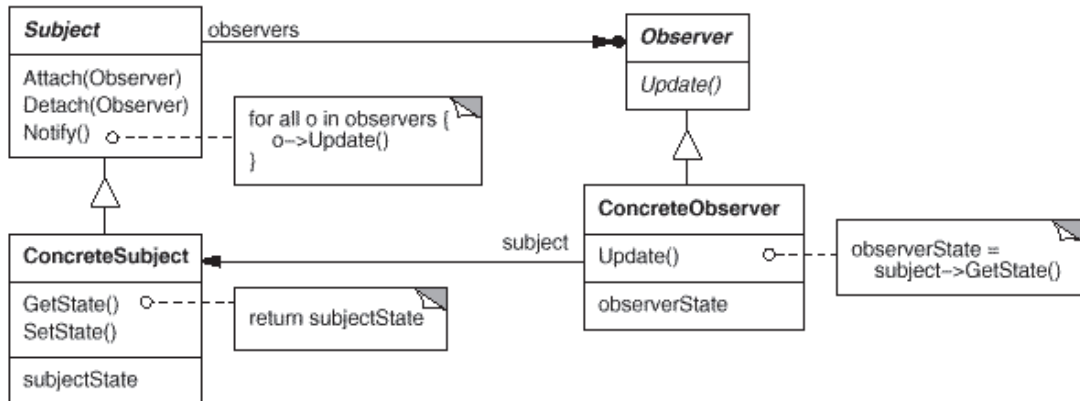 Subject
observers
Observer
Attach(Observer)
Detach(Observer)
Notify()
Update()
for all o in observers {
o->Update()
}
ConcreteObserver
ConcreteSubject
subject
Update()
observerState =
subject->GetState()
GetState()
SetState()
return subjectState
observerState
subjectState